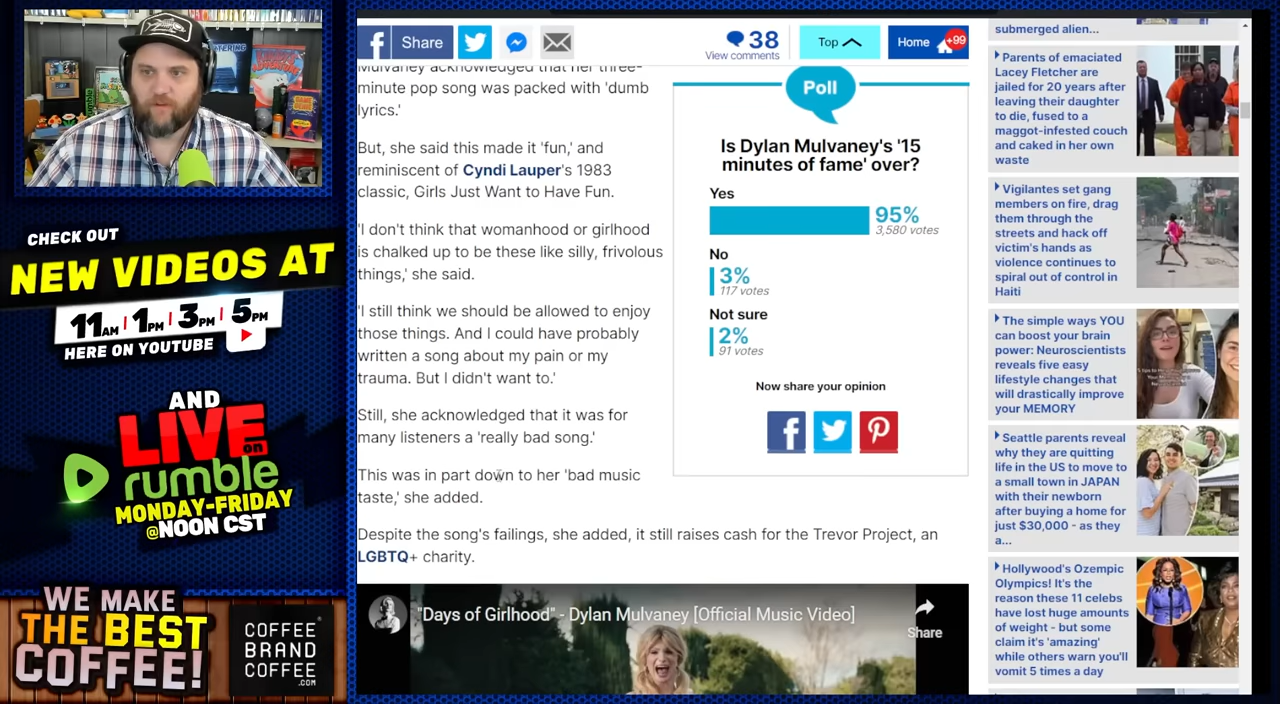 CHECK OUT
NEW VIDEOS AT
11AM | 1PM | 3PM | 5PM
HERE ON YOUTUBE
AND
LIVE on
rumble
MONDAY-FRIDAY
@NOON CST
WE MAKE
THE BEST
COFFEE!
COFFEE
BRAND
COFFEE
.COM
Share
38
View comments
Top
Home
+99
Mulvaney acknowledged that her three-
minute pop song was packed with 'dumb
lyrics.'
But, she said this made it 'fun,' and
reminiscent of Cyndi Lauper's 1983
classic, Girls Just Want to Have Fun.
'I don't think that womanhood or girlhood
is chalked up to be these like silly, frivolous
things,' she said.
'I still think we should be allowed to enjoy
those things. And I could have probably
written a song about my pain or my
trauma. But I didn't want to.'
Still, she acknowledged that it was for
many listeners a 'really bad song.'
This was in part down to her 'bad music
taste,' she added.
Despite the song's failings, she added, it still raises cash for the Trevor Project, an
LGBTQ+ charity.
Poll
Is Dylan Mulvaney's '15
minutes of fame' over?
Yes
95%
3,580 votes
No
3%
117 votes
Not sure
2%
91 votes
Now share your opinion
"Days of Girlhood" - Dylan Mulvaney [Official Music Video]
Share
submerged alien...
Parents of emaciated
Lacey Fletcher are
jailed for 20 years after
leaving their daughter
to die, fused to a
maggot-infested couch
and caked in her own
waste
Vigilantes set gang
members on fire, drag
them through the
streets and hack off
victim's hands as
violence continues to
spiral out of control in
Haiti
The simple ways YOU
can boost your brain
power: Neuroscientists
reveals five easy
lifestyle changes that
will drastically improve
your MEMORY
Seattle parents reveal
why they are quitting
life in the US to move to
a small town in JAPAN
with their newborn
after buying a home for
just $30,000 - as they
a...
Hollywood's Ozempic
Olympics! It's the
reason these 11 celebs
have lost huge amounts
of weight - but some
claim it's 'amazing'
while others warn you'll
vomit 5 times a day